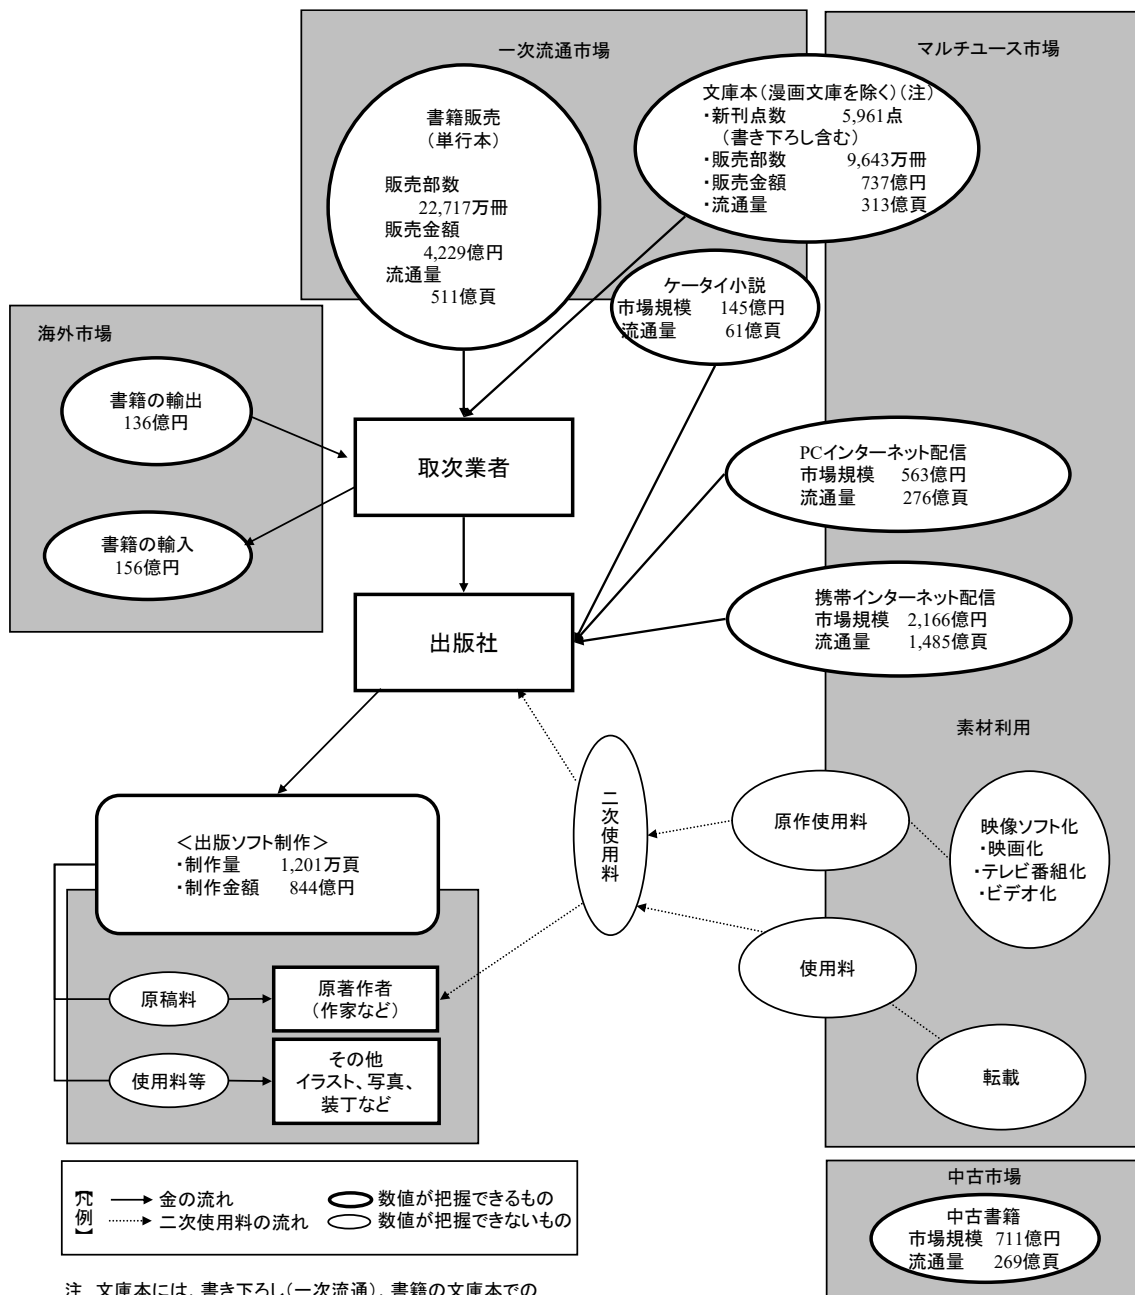 一次流通市場
マルチユース市場
書籍販売
(単行本)
販売部数
22,717万冊
販売金額
4,229億円
流通量
511億頁
文庫本(漫画文庫を除く)(注)
・新刊点数 5,961点
(書き下ろし含む)
・販売部数 9,643万冊
・販売金額 737億円
・流通量 313億頁
ケータイ小説
市場規模 145億円
流通量 61億頁
海外市場
書籍の輸出
136億円
書籍の輸入
156億円
取次業者
出版社
PCインターネット配信
市場規模 563億円
流通量 276億頁
携帯インターネット配信
市場規模 2,166億円
流通量 1,485億頁
素材利用
二次使用料
原作使用料
映像ソフト化
・映画化
・テレビ番組化
・ビデオ化
使用料
転載
<出版ソフト制作>
・制作量 1,201万頁
・制作金額 844億円
原稿料
原著作者
(作家など)
使用料等
その他
イラスト、写真、
装丁など
【凡例】
金の流れ
数値が把握できるもの
二次使用料の流れ
数値が把握できないもの
中古市場
中古書籍
市場規模 711億円
流通量 269億頁
注 文庫本には、書き下ろし(一次流通)、書籍の文庫本での